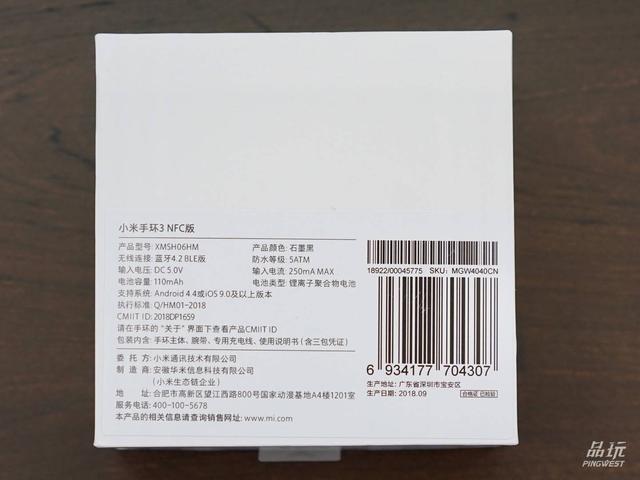 小米手环3 NFC版
产品型号: XMSH06HM 产品颜色: 石墨黑
无线连接: 蓝牙4.2 BLE版 防水等级: 5ATM
输入电压: DC 5.0V 输入电流: 250mA MAX
电池容量: 110mAh 电池类型: 锂离子聚合物电池
支持系统: Android 4.4或iOS 9.0及以上版本
执行标准: Q/HM01-2018
CMIIT ID: 2018DP1659
请在手环的“关于”界面下查看产品CMIIT ID
包装内含: 手环主体、腕带、专用充电线、使用说明书 (含三包凭证)
委 托 方: 小米通讯技术有限公司
制 造 商: 安徽华米信息科技有限公司
(小米生态链企业)
地 址: 合肥市高新区望江西路800号国家动漫基地A4楼1201室
服务电话: 400-100-5678
本产品的相关信息请查询销售网址: www.mi.com
18922/00045775 SKU: MGW4040CN
6 934177 704307
生产地址: 广东省深圳市宝安区
生产日期: 2018.09
合格证 已检验
品玩
PINGWEST